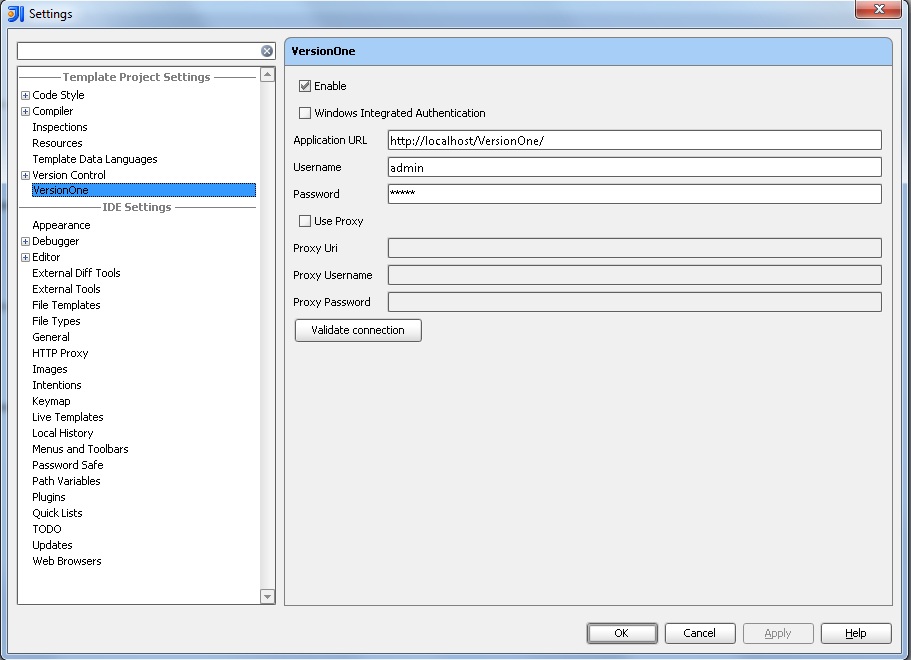 Settings
Template Project Settings
Code Style
Compiler
Inspections
Resources
Template Data Languages
Version Control
VersionOne
IDE Settings
Appearance
Debugger
Editor
External Diff Tools
External Tools
File Templates
File Types
General
HTTP Proxy
Images
Intentions
Keymap
Live Templates
Local History
Menus and Toolbars
Password Safe
Path Variables
Plugins
Quick Lists
TODO
Updates
Web Browsers
VersionOne
Enable
Windows Integrated Authentication
Application URL http://localhost/VersionOne/
Username admin
Password *****
Use Proxy
Proxy Uri
Proxy Username
Proxy Password
Validate connection
OK Cancel Apply Help